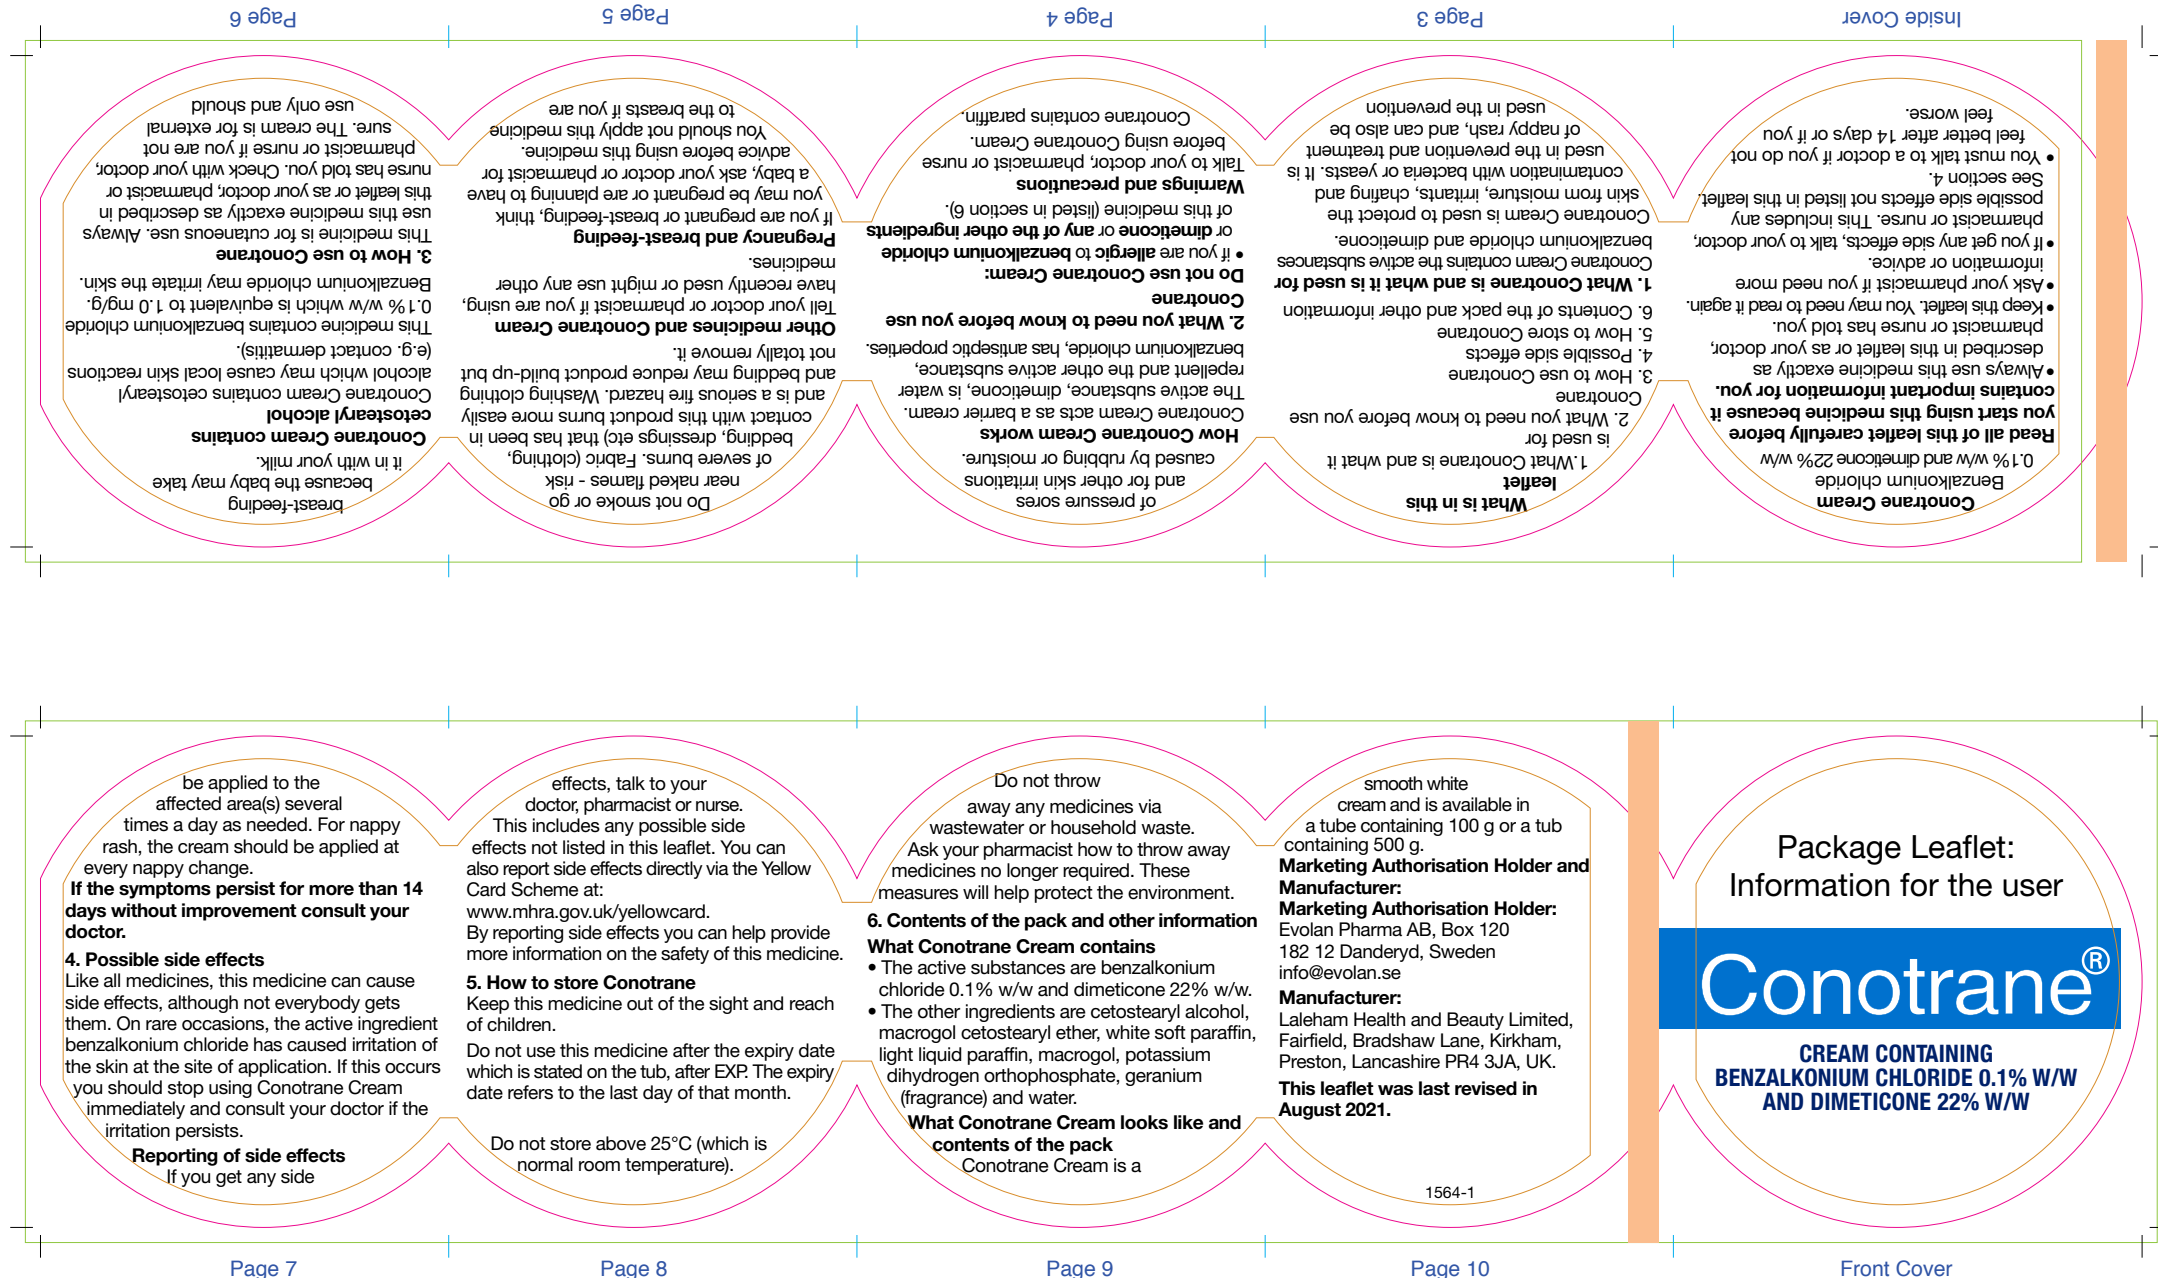 Package Leaflet:
Information for the user
Conotrane®
CREAM CONTAINING
BENZALKONIUM CHLORIDE 0.1% W/W
AND DIMETICONE 22% W/W
Front Cover
Conotrane Cream
Benzalkonium chloride
0.1% w/w and dimeticone 22% w/w
Read all of this leaflet carefully before
you start using this medicine because it
contains important information for you.
• Always use this medicine exactly as
described in this leaflet or as your doctor,
pharmacist or nurse has told you.
• Keep this leaflet. You may need to read it again.
• Ask your pharmacist if you need more
information or advice.
• If you get any side effects, talk to your doctor,
pharmacist or nurse. This includes any
possible side effects not listed in this leaflet.
See section 4.
• You must talk to a doctor if you do not
feel better after 14 days or if you
feel worse.
Inside Cover
What is in this
leaflet
1.What Conotrane is and what it
is used for
2. What you need to know before you use
Conotrane
3. How to use Conotrane
4. Possible side effects
5. How to store Conotrane
6. Contents of the pack and other information
1. What Conotrane is and what it is used for
Conotrane Cream contains the active substances
benzalkonium chloride and dimeticone.
Conotrane Cream is used to protect the
skin from moisture, irritants, chafing and
contamination with bacteria or yeasts. It is
used in the prevention and treatment
of nappy rash, and can also be
used in the prevention
Page 3
of pressure sores
and for other skin irritations
caused by rubbing or moisture.
How Conotrane Cream works
Conotrane Cream acts as a barrier cream.
The active substance, dimeticone, is water
repellent and the other active substance,
benzalkonium chloride, has antiseptic properties.
2. What you need to know before you use
Conotrane
Do not use Conotrane Cream:
• if you are allergic to benzalkonium chloride
or dimeticone or any of the other ingredients
of this medicine (listed in section 6).
Warnings and precautions
Talk to your doctor, pharmacist or nurse
before using Conotrane Cream.
Conotrane contains paraffin.
Page 4
Do not smoke or go
near naked flames - risk
of severe burns. Fabric (clothing,
bedding, dressings etc) that has been in
contact with this product burns more easily
and is a serious fire hazard. Washing clothing
and bedding may reduce product build-up but
not totally remove it.
Other medicines and Conotrane Cream
Tell your doctor or pharmacist if you are using,
have recently used or might use any other
medicines.
Pregnancy and breast-feeding
If you are pregnant or breast-feeding, think
you may be pregnant or are planning to have
a baby, ask your doctor or pharmacist for
advice before using this medicine.
You should not apply this medicine
to the breasts if you are
Page 5
breast-feeding
because the baby may take
it in with your milk.
Conotrane Cream contains
cetostearyl alcohol
Conotrane Cream contains cetostearyl
alcohol which may cause local skin reactions
(e.g. contact dermatitis).
This medicine contains benzalkonium chloride
0.1% w/w which is equivalent to 1.0 mg/g.
Benzalkonium chloride may irritate the skin.
3. How to use Conotrane
This medicine is for cutaneous use. Always
use this medicine exactly as described in
this leaflet or as your doctor, pharmacist or
nurse has told you. Check with your doctor,
pharmacist or nurse if you are not
sure. The cream is for external
use only and should
Page 6
be applied to the
affected area(s) several
times a day as needed. For nappy
rash, the cream should be applied at
every nappy change.
If the symptoms persist for more than 14
days without improvement consult your
doctor.
4. Possible side effects
Like all medicines, this medicine can cause
side effects, although not everybody gets
them. On rare occasions, the active ingredient
benzalkonium chloride has caused irritation of
the skin at the site of application. If this occurs
you should stop using Conotrane Cream
immediately and consult your doctor if the
irritation persists.
Reporting of side effects
If you get any side
Page 7
effects, talk to your
doctor, pharmacist or nurse.
This includes any possible side
effects not listed in this leaflet. You can
also report side effects directly via the Yellow
Card Scheme at:
www.mhra.gov.uk/yellowcard.
By reporting side effects you can help provide
more information on the safety of this medicine.
5. How to store Conotrane
Keep this medicine out of the sight and reach
of children.
Do not use this medicine after the expiry date
which is stated on the tub, after EXP. The expiry
date refers to the last day of that month.
Do not store above 25°C (which is
normal room temperature).
Page 8
Do not throw
away any medicines via
wastewater or household waste.
Ask your pharmacist how to throw away
medicines no longer required. These
measures will help protect the environment.
6. Contents of the pack and other information
What Conotrane Cream contains
• The active substances are benzalkonium
chloride 0.1% w/w and dimeticone 22% w/w.
• The other ingredients are cetostearyl alcohol,
macrogol cetostearyl ether, white soft paraffin,
light liquid paraffin, macrogol, potassium
dihydrogen orthophosphate, geranium
(fragrance) and water.
What Conotrane Cream looks like and
contents of the pack
Conotrane Cream is a
Page 9
smooth white
cream and is available in
a tube containing 100 g or a tub
containing 500 g.
Marketing Authorisation Holder and
Manufacturer:
Marketing Authorisation Holder:
Evolan Pharma AB, Box 120
182 12 Danderyd, Sweden
info@evolan.se
Manufacturer:
Laleham Health and Beauty Limited,
Fairfield, Bradshaw Lane, Kirkham,
Preston, Lancashire PR4 3JA, UK.
This leaflet was last revised in
August 2021.
1564-1
Page 10